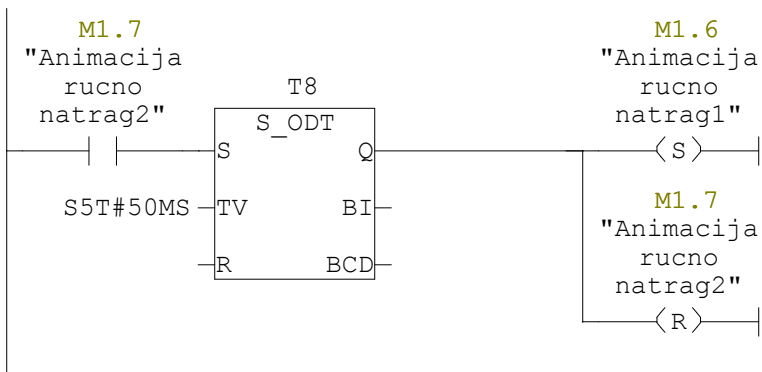 M1.7
"Animacija
rucno
natrag2"
T8
S_ODT
S
Q
S5T#50MS
TV
BI
R
BCD
M1.6
"Animacija
rucno
natrag1"
S
M1.7
"Animacija
rucno
natrag2"
R